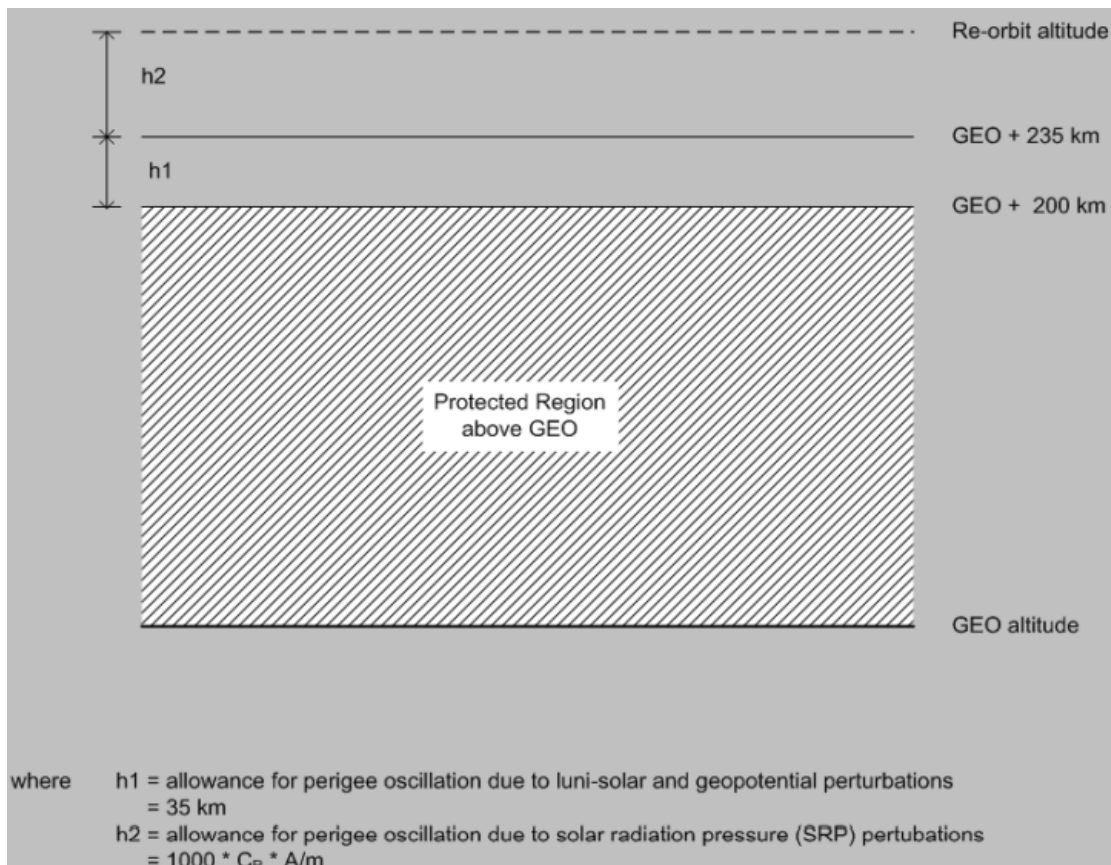 Re-orbit altitude
h2
GEO + 235 km
h1
GEO + 200 km
Protected Region
above GEO
GEO altitude
where h1 = allowance for perigee oscillation due to luni-solar and geopotential perturbations
= 35 km
h2 = allowance for perigee oscillation due to solar radiation pressure (SRP) pertubations
= 1000 * CR * A/m